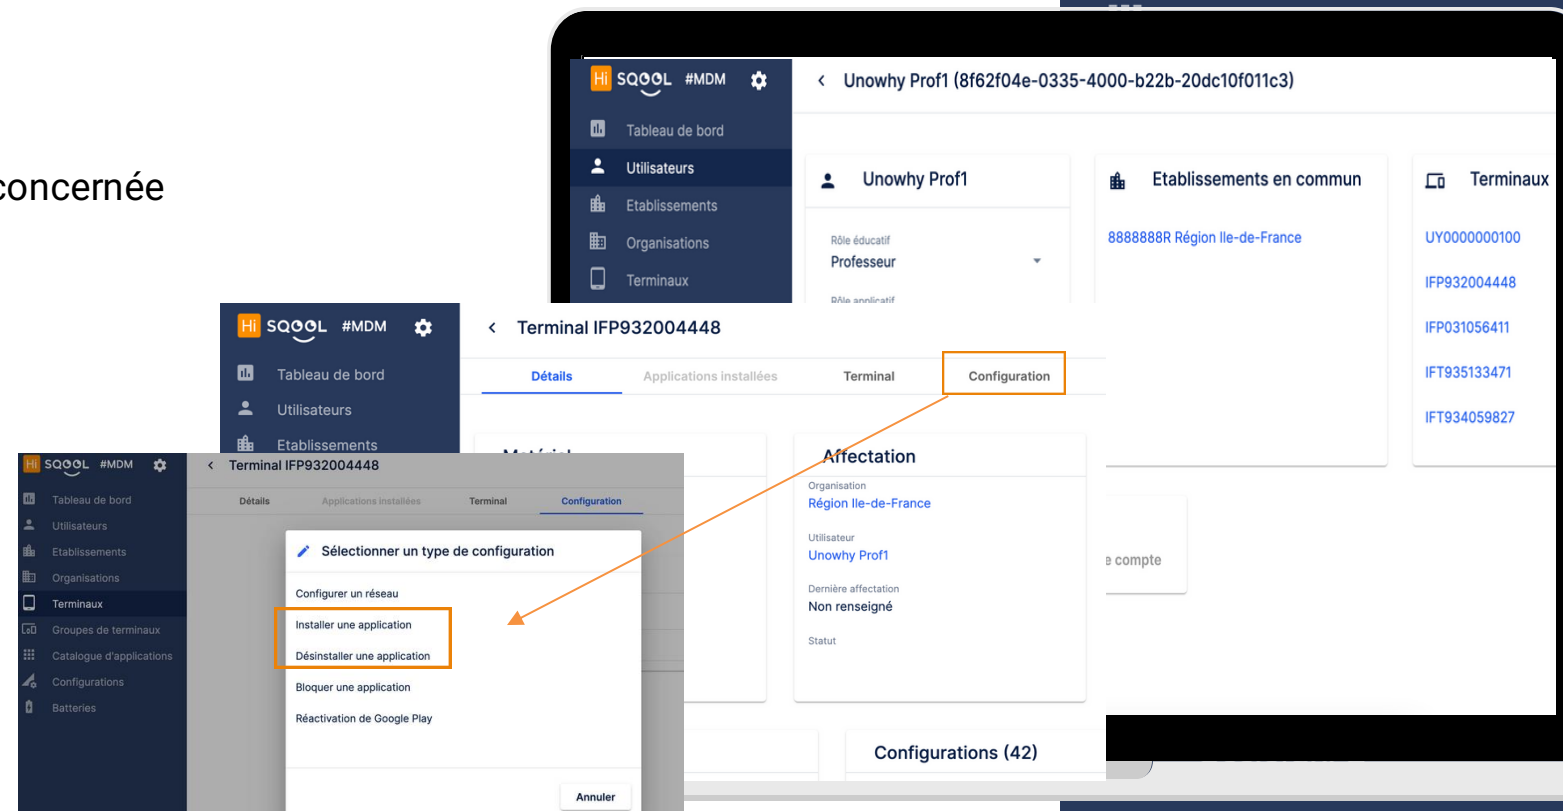 concernée
Hi SQOOL #MDM
Unowhy Prof1 (8f62f04e-0335-4000-b22b-20dc10f011c3)
Tableau de bord
Utilisateurs
Etablissements
Organisations
Terminaux
Unowhy Prof1
Rôle éducatif
Professeur
Rôle applicatif
Etablissements en commun
8888888R Région Ile-de-France
Terminaux
UY0000000100
IFP932004448
IFP031056411
IFT935133471
IFT934059827
e compte
Hi SQOOL #MDM
Terminal IFP932004448
Tableau de bord
Utilisateurs
Etablissements
Détails Applications installées Terminal Configuration
Matériel
Affectation
Organisation
Région Ile-de-France
Utilisateur
Unowhy Prof1
Dernière affectation
Non renseigné
Statut
Configurations (42)
Hi SQOOL #MDM
Terminal IFP932004448
Tableau de bord
Utilisateurs
Etablissements
Organisations
Terminaux
Groupes de terminaux
Catalogue d'applications
Configurations
Batteries
Détails Applications installées Terminal Configuration
Sélectionner un type de configuration
Configurer un réseau
Installer une application
Désinstaller une application
Bloquer une application
Réactivation de Google Play
Annuler